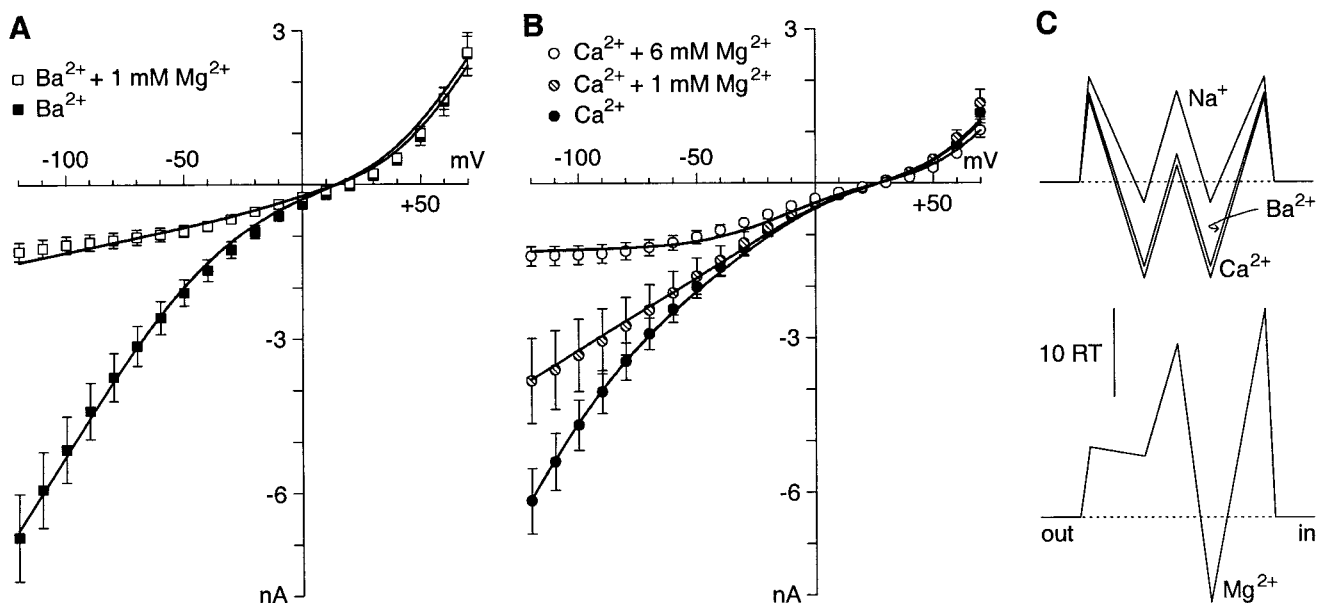 A
□ Ba²⁺ + 1 mM Mg²⁺
■ Ba²⁺
3
-100
-50
mV
+50
-3
-6
nA
B
○ Ca²⁺ + 6 mM Mg²⁺
Ca²⁺ + 1 mM Mg²⁺
● Ca²⁺
3
-100
-50
mV
+50
-3
-6
nA
C
Na⁺
Ba²⁺
Ca²⁺
10 RT
out
in
Mg²⁺